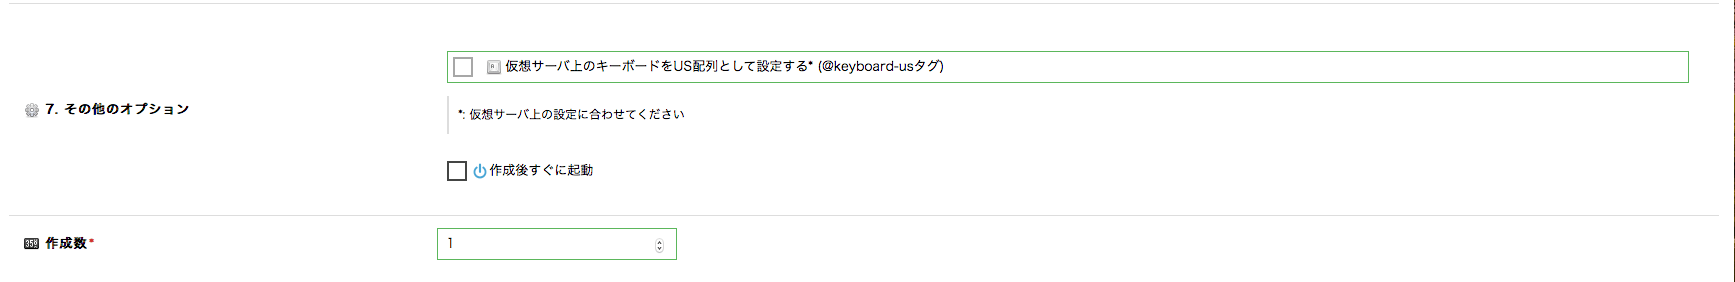 仮想サーバ上のキーボードをUS配列として設定する* (@keyboard-usタグ)
7. その他のオプション
*: 仮想サーバ上の設定に合わせてください
作成後すぐに起動
作成数*
1